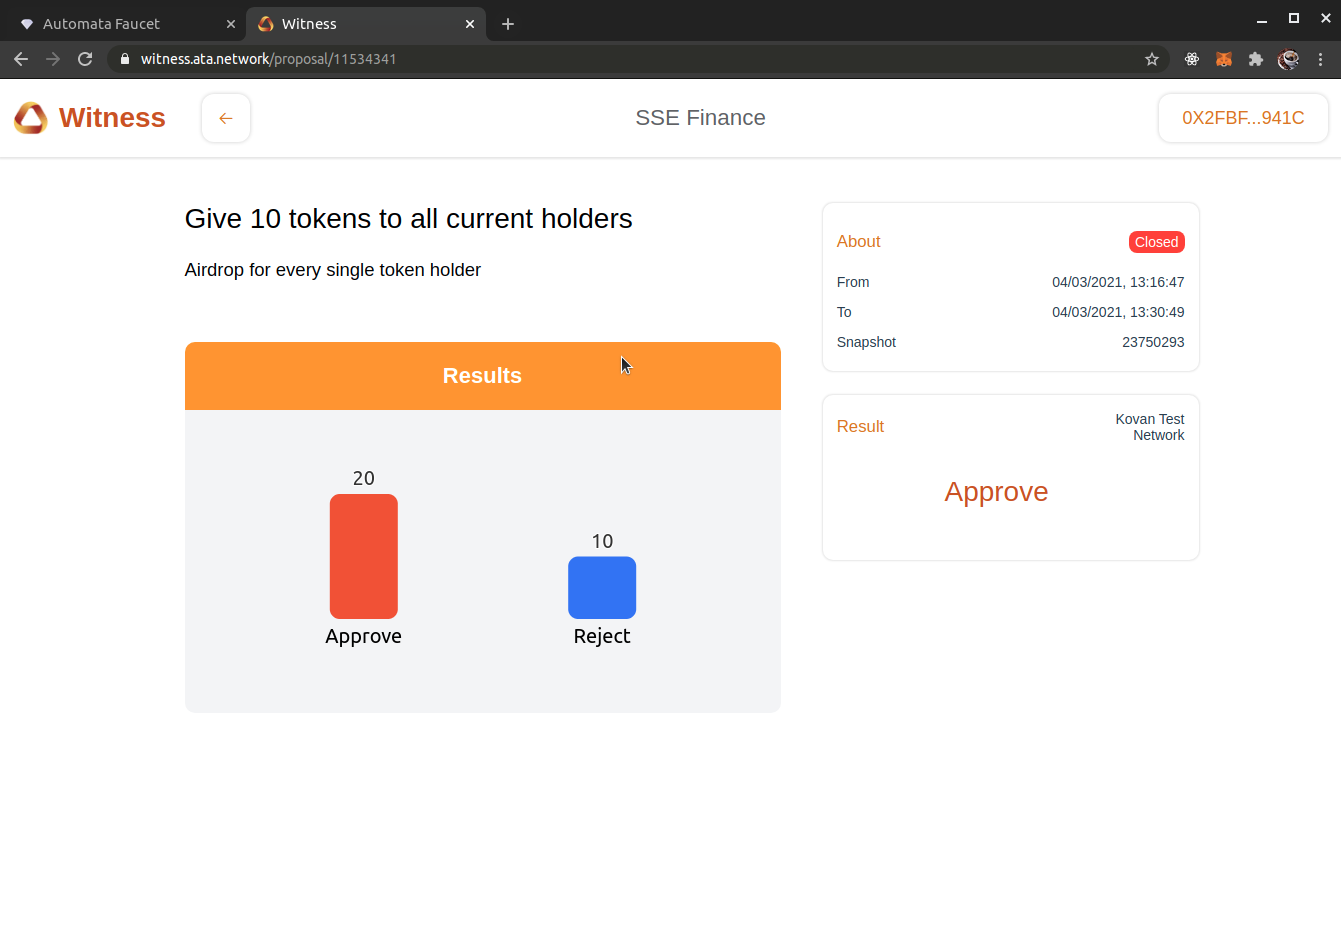 Automata Faucet
Witness
witness.ata.network/proposal/11534341
Witness
SSE Finance
0X2FBF...941C
Give 10 tokens to all current holders
Airdrop for every single token holder
Results
20
10
Approve
Reject
About
Closed
From
04/03/2021, 13:16:47
To
04/03/2021, 13:30:49
Snapshot
23750293
Result
Kovan Test
Network
Approve